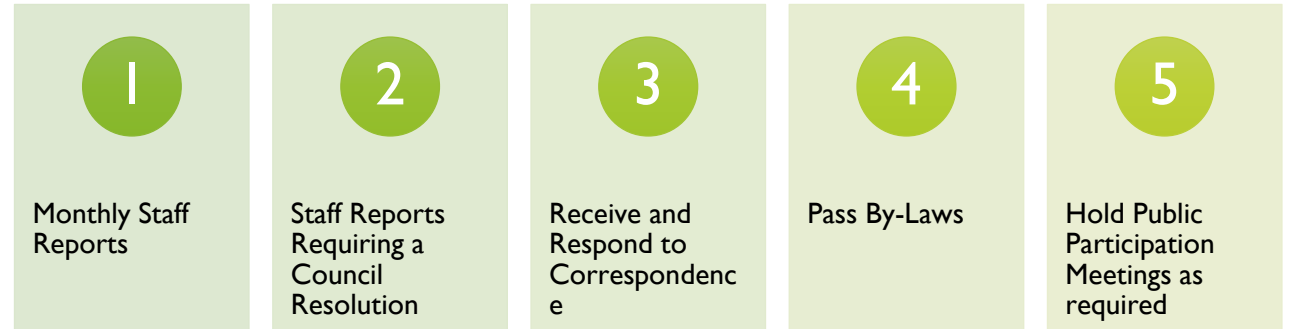 1
Monthly Staff
Reports
2
Staff Reports
Requiring a
Council
Resolution
3
Receive and
Respond to
Correspondenc
e
4
Pass By-Laws
5
Hold Public
Participation
Meetings as
required